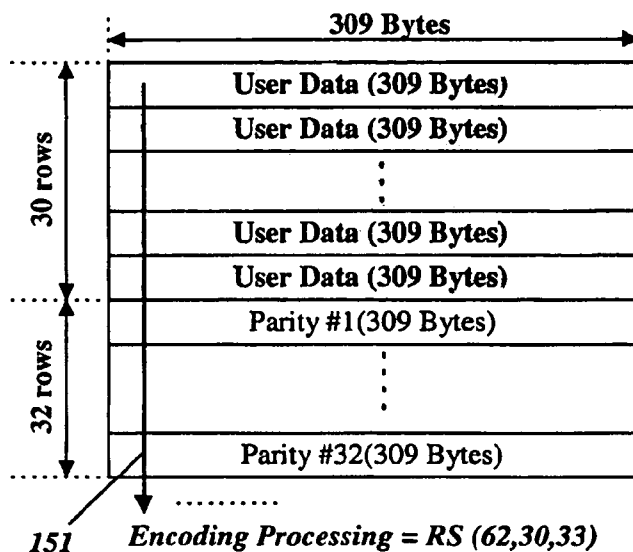 309 Bytes
User Data (309 Bytes)
User Data (309 Bytes)
User Data (309 Bytes)
User Data (309 Bytes)
30 rows
Parity #1(309 Bytes)
32 rows
Parity #32(309 Bytes)
151
Encoding Processing = RS (62,30,33)